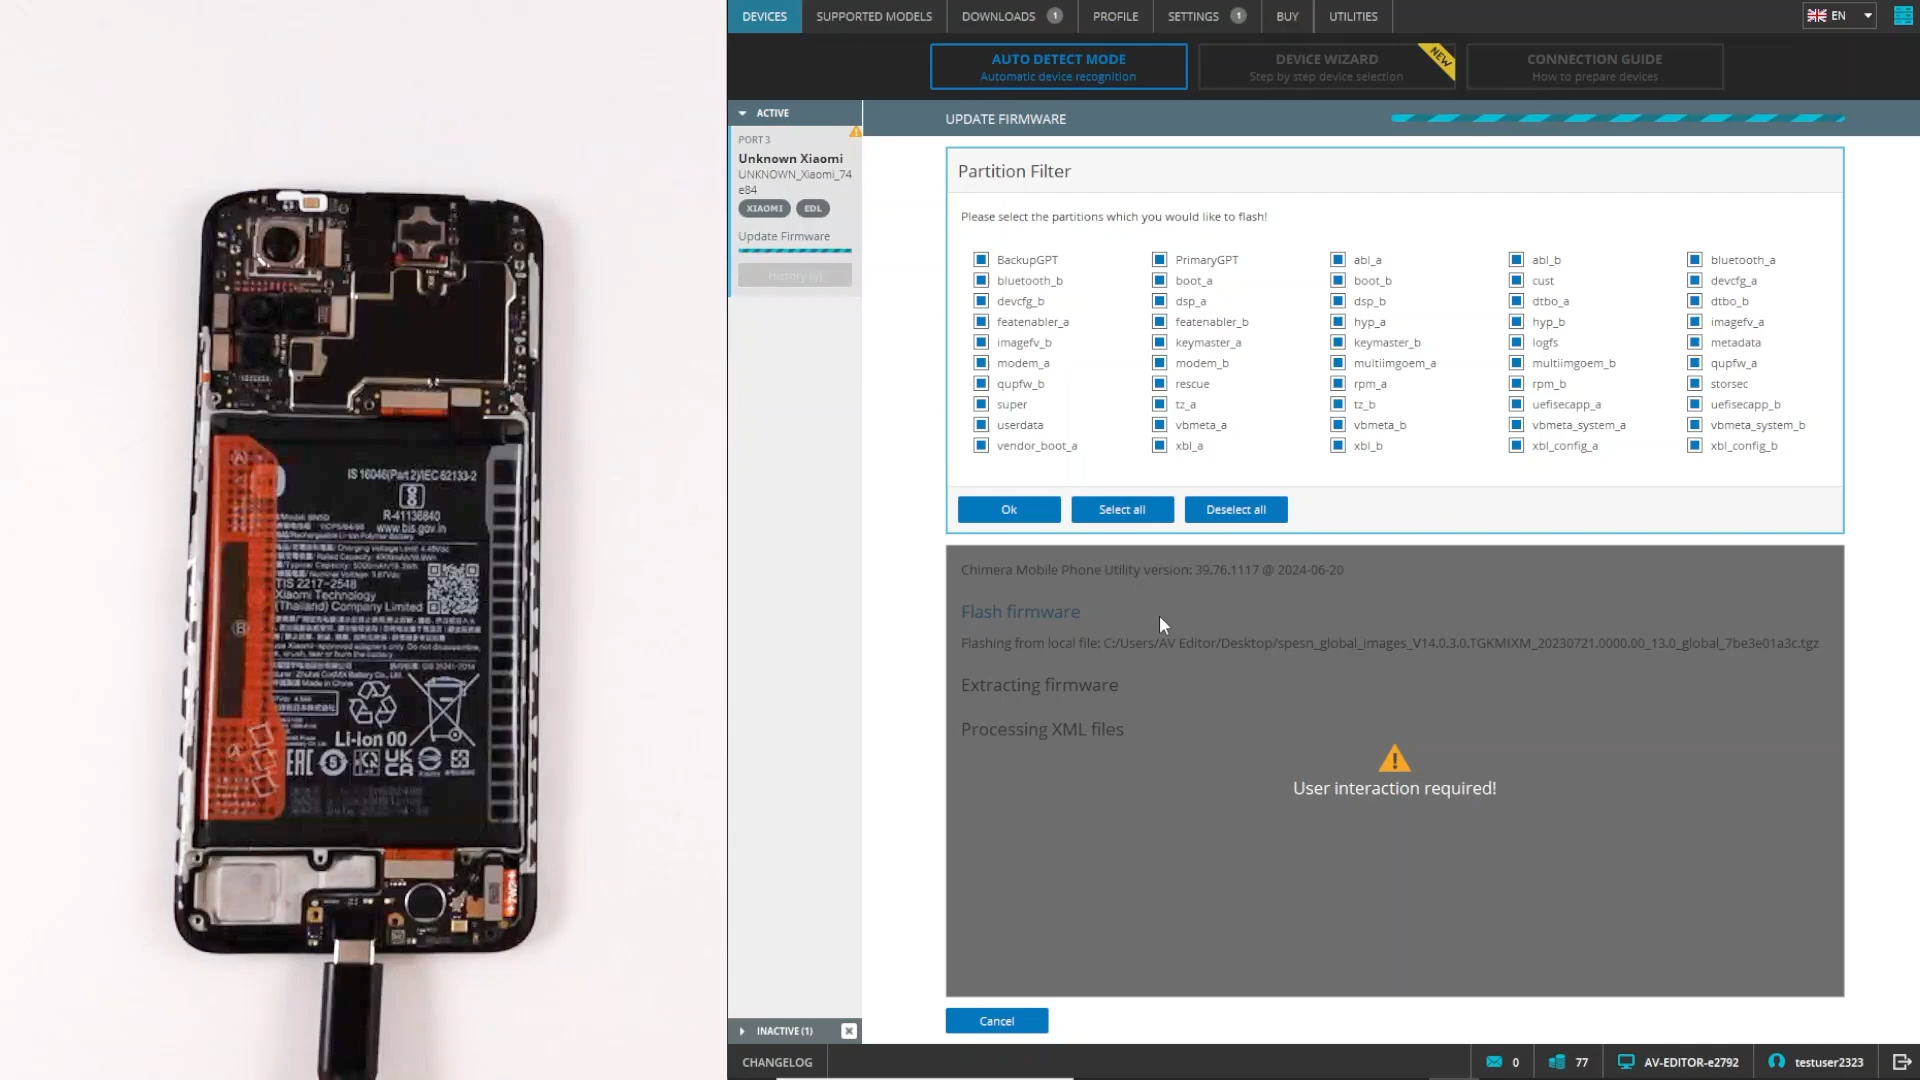 DEVICES SUPPORTED MODELS DOWNLOADS 1 PROFILE SETTINGS 1 BUY UTILITIES EN
AUTO DETECT MODE
Automatic device recognition
DEVICE WIZARD
Step by step device selection
NEW
CONNECTION GUIDE
How to prepare devices
ACTIVE
PORT 3
Unknown Xiaomi
UNKNOWN_Xiaomi_74
e84
XIAOMI EDL
Update Firmware
History (0)
UPDATE FIRMWARE
Partition Filter
Please select the partitions which you would like to flash!
BackupGPT PrimaryGPT abl_a abl_b bluetooth_a
bluetooth_b boot_a boot_b cust devcfg_a
devcfg_b dsp_a dsp_b dtbo_a dtbo_b
featenabler_a featenabler_b hyp_a hyp_b imagefv_a
imagefv_b keymaster_a keymaster_b logfs metadata
modem_a modem_b multiimgoem_a multiimgoem_b qupfw_a
qupfw_b rescue rpm_a rpm_b storsec
super tz_a tz_b uefisecapp_a uefisecapp_b
userdata vbmeta_a vbmeta_b vbmeta_system_a vbmeta_system_b
vendor_boot_a xbl_a xbl_b xbl_config_a xbl_config_b
Ok Select all Deselect all
Chimera Mobile Phone Utility version: 39.76.1117 @ 2024-06-20
Flash firmware
Flashing from local file: C:/Users/AV Editor/Desktop/spesn_global_images_V14.0.3.0.TGKMIXM_20230721.0000.00_13.0_global_7be3e01a3c.tgz
Extracting firmware
Processing XML files
User interaction required!
Cancel
INACTIVE (1)
CHANGELOG 0 77 AV-EDITOR-e2792 testuser2323
IS 16046(Part 2)/IEC 62133-2
R-41136840
www.bis.gov.in
TIS 2217-2548
Xiaomi Technology
(Thailand) Company Limited
Li-ion 00
EAC
UK
CA
A
B